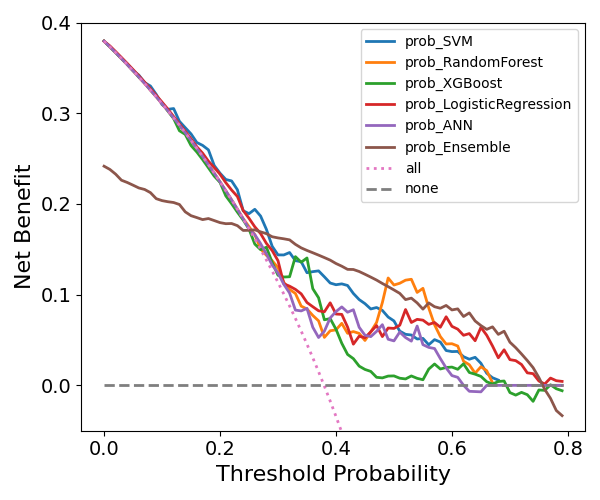 0.4
0.3
0.2
0.1
0.0
Net Benefit
prob_SVM
prob_RandomForest
prob_XGBoost
prob_LogisticRegression
prob_ANN
prob_Ensemble
all
none
0.0 0.2 0.4 0.6 0.8
Threshold Probability